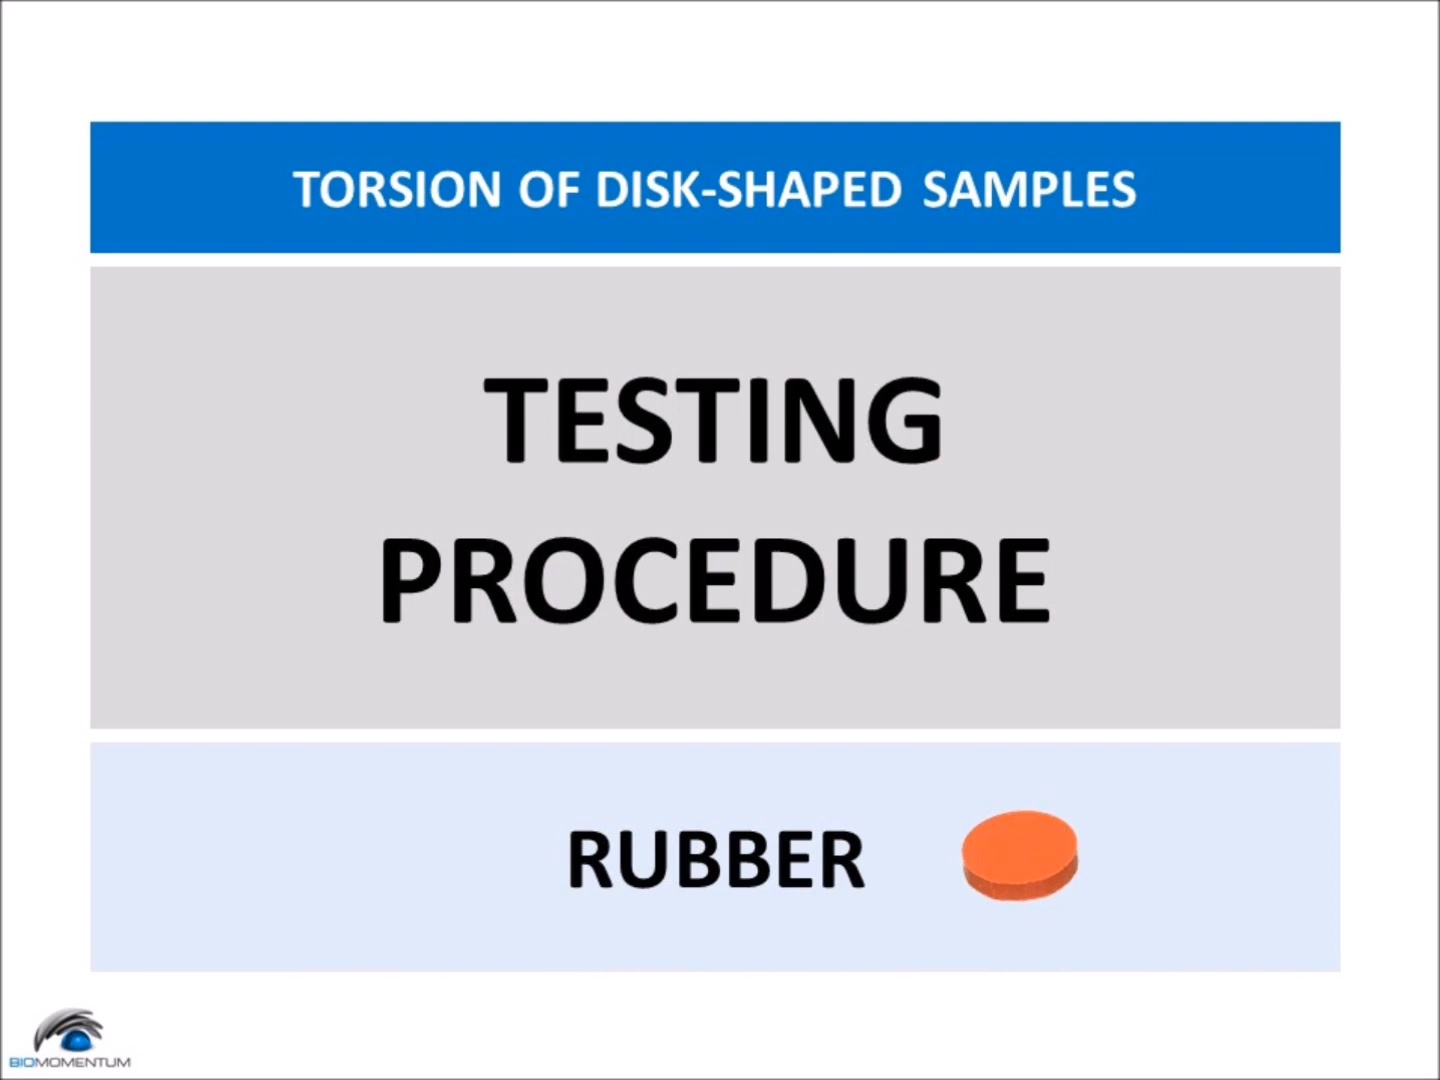 TORSION OF DISK-SHAPED SAMPLES
TESTING
PROCEDURE
RUBBER
BIOMOMENTUM